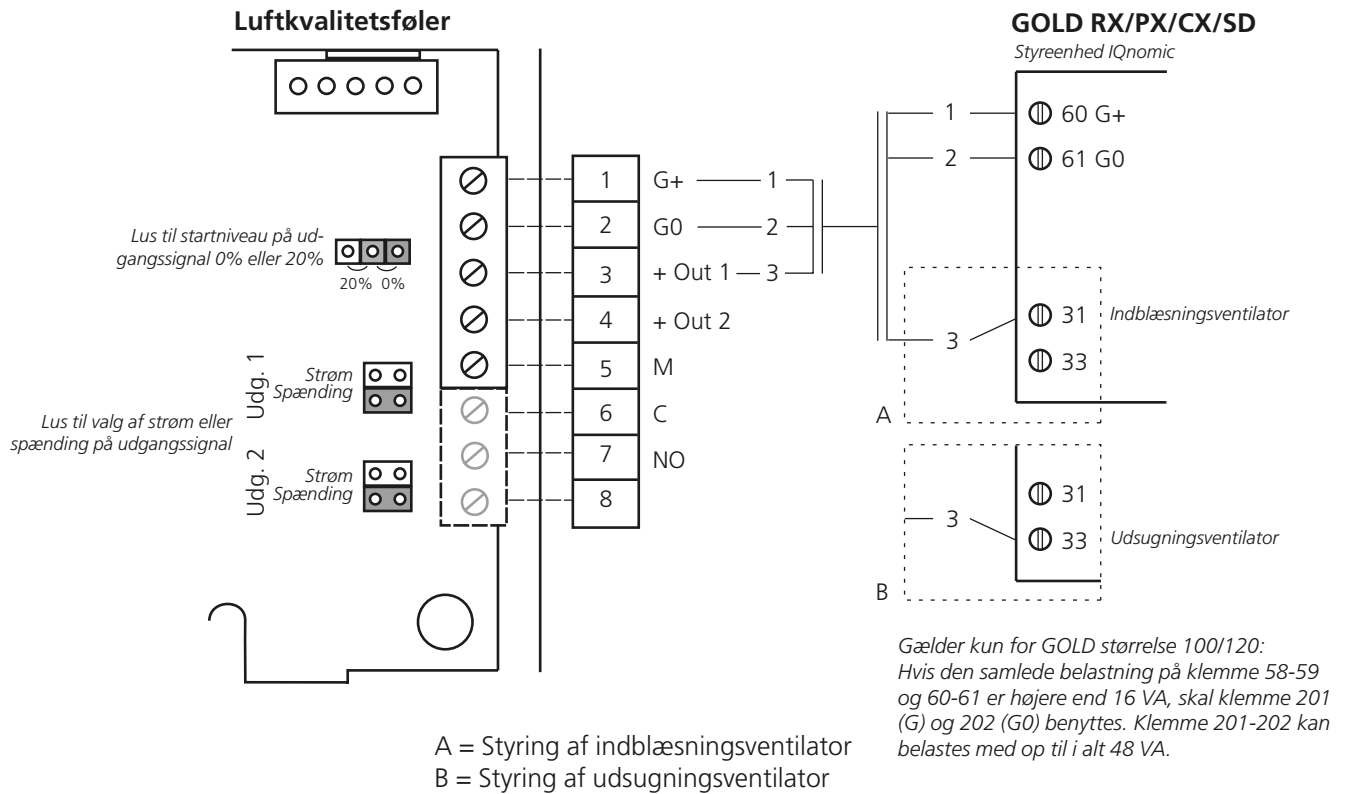 Luftkvalitetsføler
GOLD RX/PX/CX/SD
Styreenhed IQnomic
Lus til startniveau på ud-
gangssignal 0% eller 20%
20% 0%
Udg. 1
Strøm
Spænding
Lus til valg af strøm eller
spænding på udgangssignal
Udg. 2
Strøm
Spænding
1 G+ 1
2 G0 2
3 + Out 1 3
4 + Out 2
5 M
6 C
7 NO
8
1 60 G+
2 61 G0
3 31 Indblæsningsventilator
33
A
31
3 33 Udsugningsventilator
B
Gælder kun for GOLD størrelse 100/120:
Hvis den samlede belastning på klemme 58-59
og 60-61 er højere end 16 VA, skal klemme 201
(G) og 202 (G0) benyttes. Klemme 201-202 kan
belastes med op til i alt 48 VA.
A = Styring af indblæsningsventilator
B = Styring af udsugningsventilator